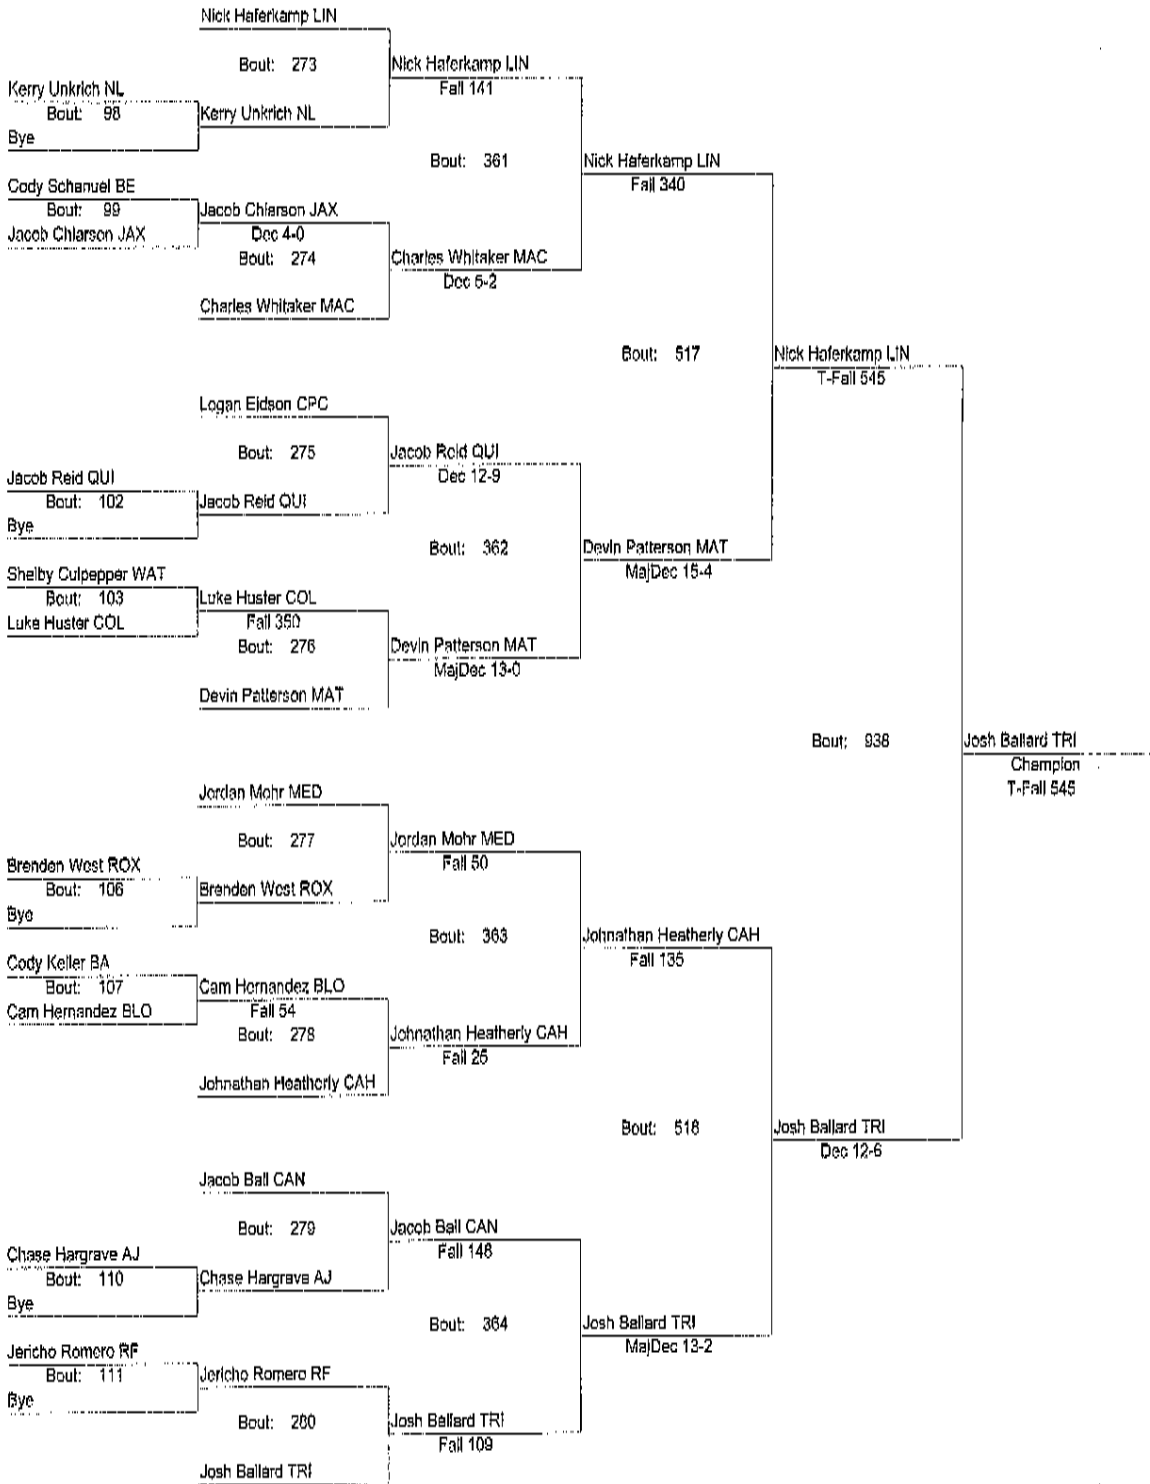 Nick Haferkamp LIN
Bout: 273
Nick Haferkamp LIN
Fall 141
Kerry Unkrich NL
Bout: 98
Kerry Unkrich NL
Bye
Bout: 361
Nick Haferkamp LIN
Fall 340
Cody Schanuel BE
Bout: 99
Jacob Chiarson JAX
Jacob Chiarson JAX
Dec 4-0
Bout: 274
Charles Whitaker MAC
Dec 5-2
Charles Whitaker MAC
Bout: 517
Nick Haferkamp LIN
T-Fall 545
Logan Eidson CPC
Bout: 275
Jacob Reid QUI
Dec 12-9
Jacob Reid QUI
Bout: 102
Jacob Reid QUI
Bye
Bout: 362
Devin Patterson MAT
MajDec 15-4
Shelby Culpepper WAT
Bout: 103
Luke Huster COL
Luke Huster COL
Fall 350
Bout: 276
Devin Patterson MAT
MajDec 13-0
Devin Patterson MAT
Bout: 938
Josh Ballard TRI
Champion
T-Fall 545
Jordan Mohr MED
Bout: 277
Jordan Mohr MED
Fall 50
Brenden West ROX
Bout: 106
Brenden West ROX
Bye
Bout: 363
Johnathan Heatherly CAH
Fall 135
Cody Keller BA
Bout: 107
Cam Hernandez BLO
Cam Hernandez BLO
Fall 54
Bout: 278
Johnathan Heatherly CAH
Fall 25
Johnathan Heatherly CAH
Bout: 518
Josh Ballard TRI
Dec 12-6
Jacob Ball CAN
Bout: 279
Jacob Ball CAN
Fall 148
Chase Hargrave AJ
Bout: 110
Chase Hargrave AJ
Bye
Bout: 364
Josh Ballard TRI
MajDec 13-2
Jericho Romero RF
Bout: 111
Jericho Romero RF
Bye
Bout: 280
Josh Ballard TRI
Fall 109
Josh Ballard TRI